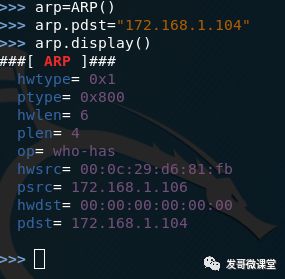 >>> arp=ARP()
>>> arp.pdst="172.168.1.104"
>>> arp.display()
###[ ARP ]###
hwtype= 0x1
ptype= 0x800
hwlen= 6
plen= 4
op= who-has
hwsrc= 00:0c:29:d6:81:fb
psrc= 172.168.1.106
hwdst= 00:00:00:00:00:00
pdst= 172.168.1.104
>>>
发哥微课堂